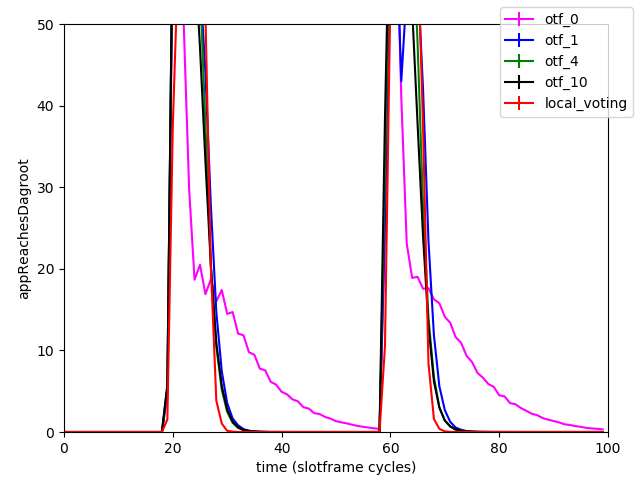 otf_0
otf_1
otf_4
otf_10
local_voting
50
40
30
20
10
0
appReachesDagroot
0 20 40 60 80 100
time (slotframe cycles)